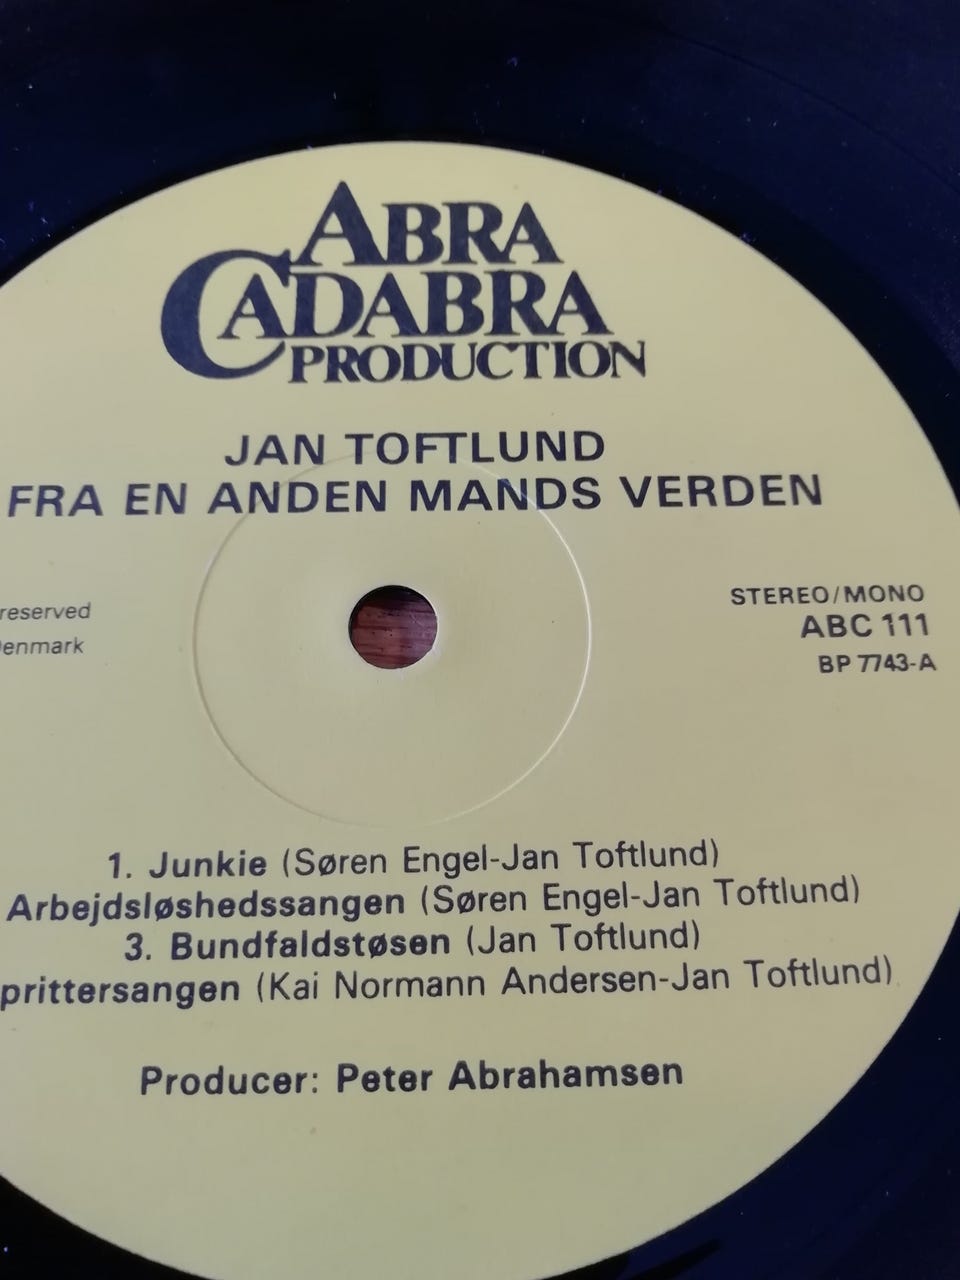 ABRA
CADABRA
PRODUCTION
JAN TOFTLUND
FRA EN ANDEN MANDS VERDEN
reserved
enmark
STEREO/MONO
ABC 111
BP 7743-A
1. Junkie (Søren Engel-Jan Toftlund)
Arbejdsløshedssangen (Søren Engel-Jan Toftlund)
3. Bundfaldstøsen (Jan Toftlund)
prittersangen (Kai Normann Andersen-Jan Toftlund)
Producer: Peter Abrahamsen